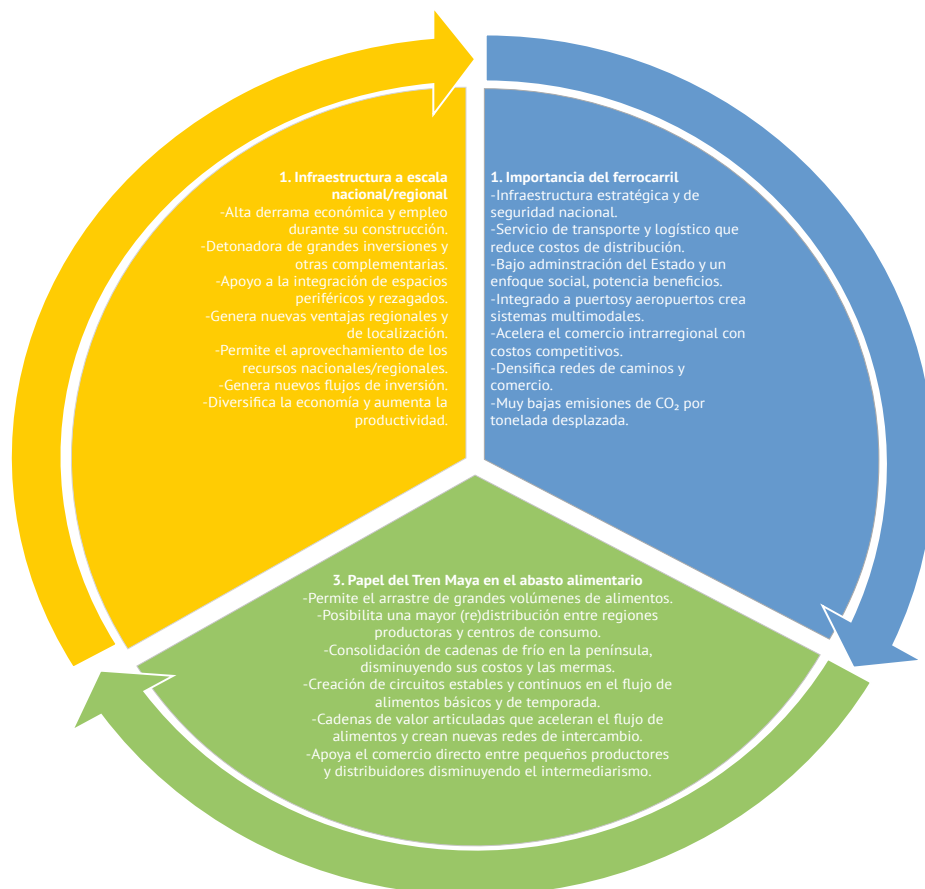 1. Infraestructura a escala
nacional/regional
-Alta derrama económica y empleo
durante su construcción.
-Detonadora de grandes inversiones y
otras complementarias.
-Apoyo a la integración de espacios
periféricos y rezagados.
-Genera nuevas ventajas regionales y
de localización.
-Permite el aprovechamiento de los
recursos nacionales/regionales.
-Genera nuevos flujos de inversión.
-Diversifica la economía y aumenta la
productividad.
1. Importancia del ferrocarril
-Infraestructura estratégica y de
seguridad nacional.
-Servicio de transporte y logístico que
reduce costos de distribución.
-Bajo adminstración del Estado y un
enfoque social, potencia beneficios.
-Integrado a puertosy aeropuertos crea
sistemas multimodales.
-Acelera el comercio intrarregional con
costos competitivos.
-Densifica redes de caminos y
comercio.
-Muy bajas emisiones de CO₂ por
tonelada desplazada.
3. Papel del Tren Maya en el abasto alimentario
-Permite el arrastre de grandes volúmenes de alimentos.
-Posibilita una mayor (re)distribución entre regiones
productoras y centros de consumo.
-Consolidación de cadenas de frío en la península,
disminuyendo sus costos y las mermas.
-Creación de circuitos estables y continuos en el flujo de
alimentos básicos y de temporada.
-Cadenas de valor articuladas que aceleran el flujo de
alimentos y crean nuevas redes de intercambio.
-Apoya el comercio directo entre pequeños productores
y distribuidores disminuyendo el intermediarismo.